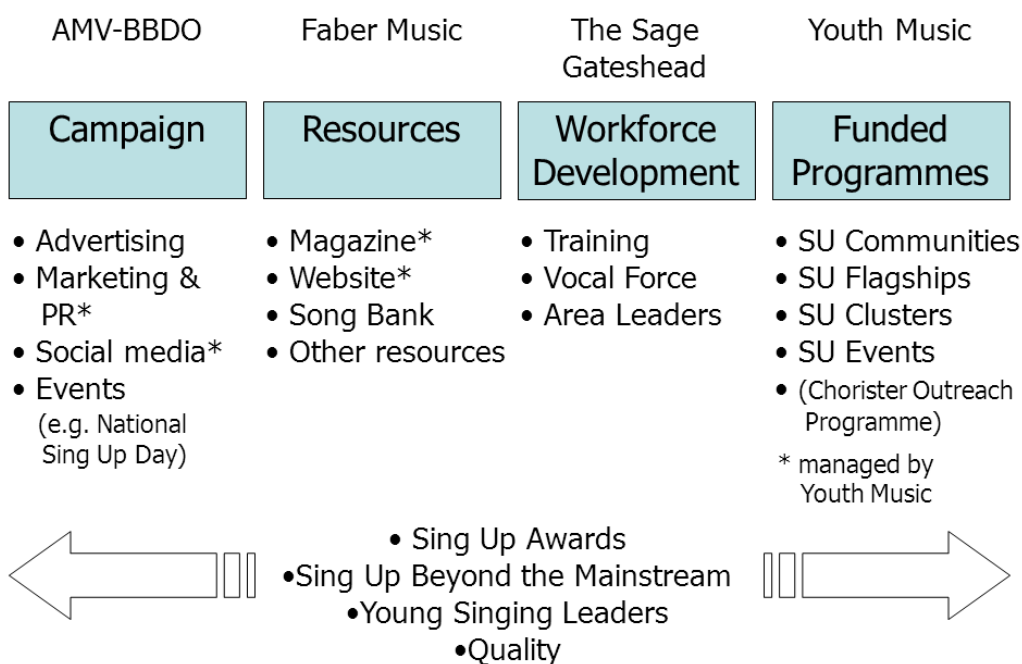 AMV-BBDO
Faber Music
The Sage
Gateshead
Youth Music
Campaign
Resources
Workforce
Development
Funded
Programmes
• Advertising
• Marketing &
PR*
• Social media*
• Events
(e.g. National
Sing Up Day)
• Magazine*
• Website*
• Song Bank
• Other resources
• Training
• Vocal Force
• Area Leaders
• SU Communities
• SU Flagships
• SU Clusters
• SU Events
• (Chorister Outreach
Programme)
* managed by
Youth Music
• Sing Up Awards
•Sing Up Beyond the Mainstream
•Young Singing Leaders
•Quality